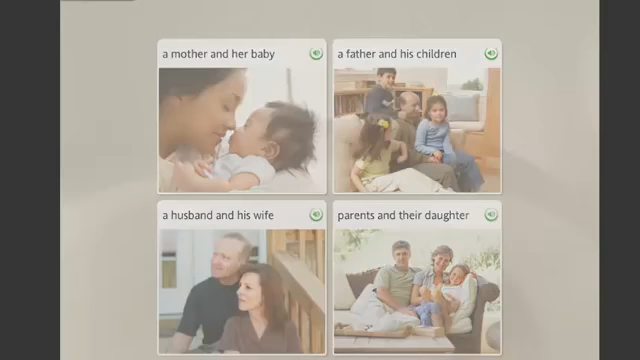 a mother and her baby
a father and his children
a husband and his wife
parents and their daughter